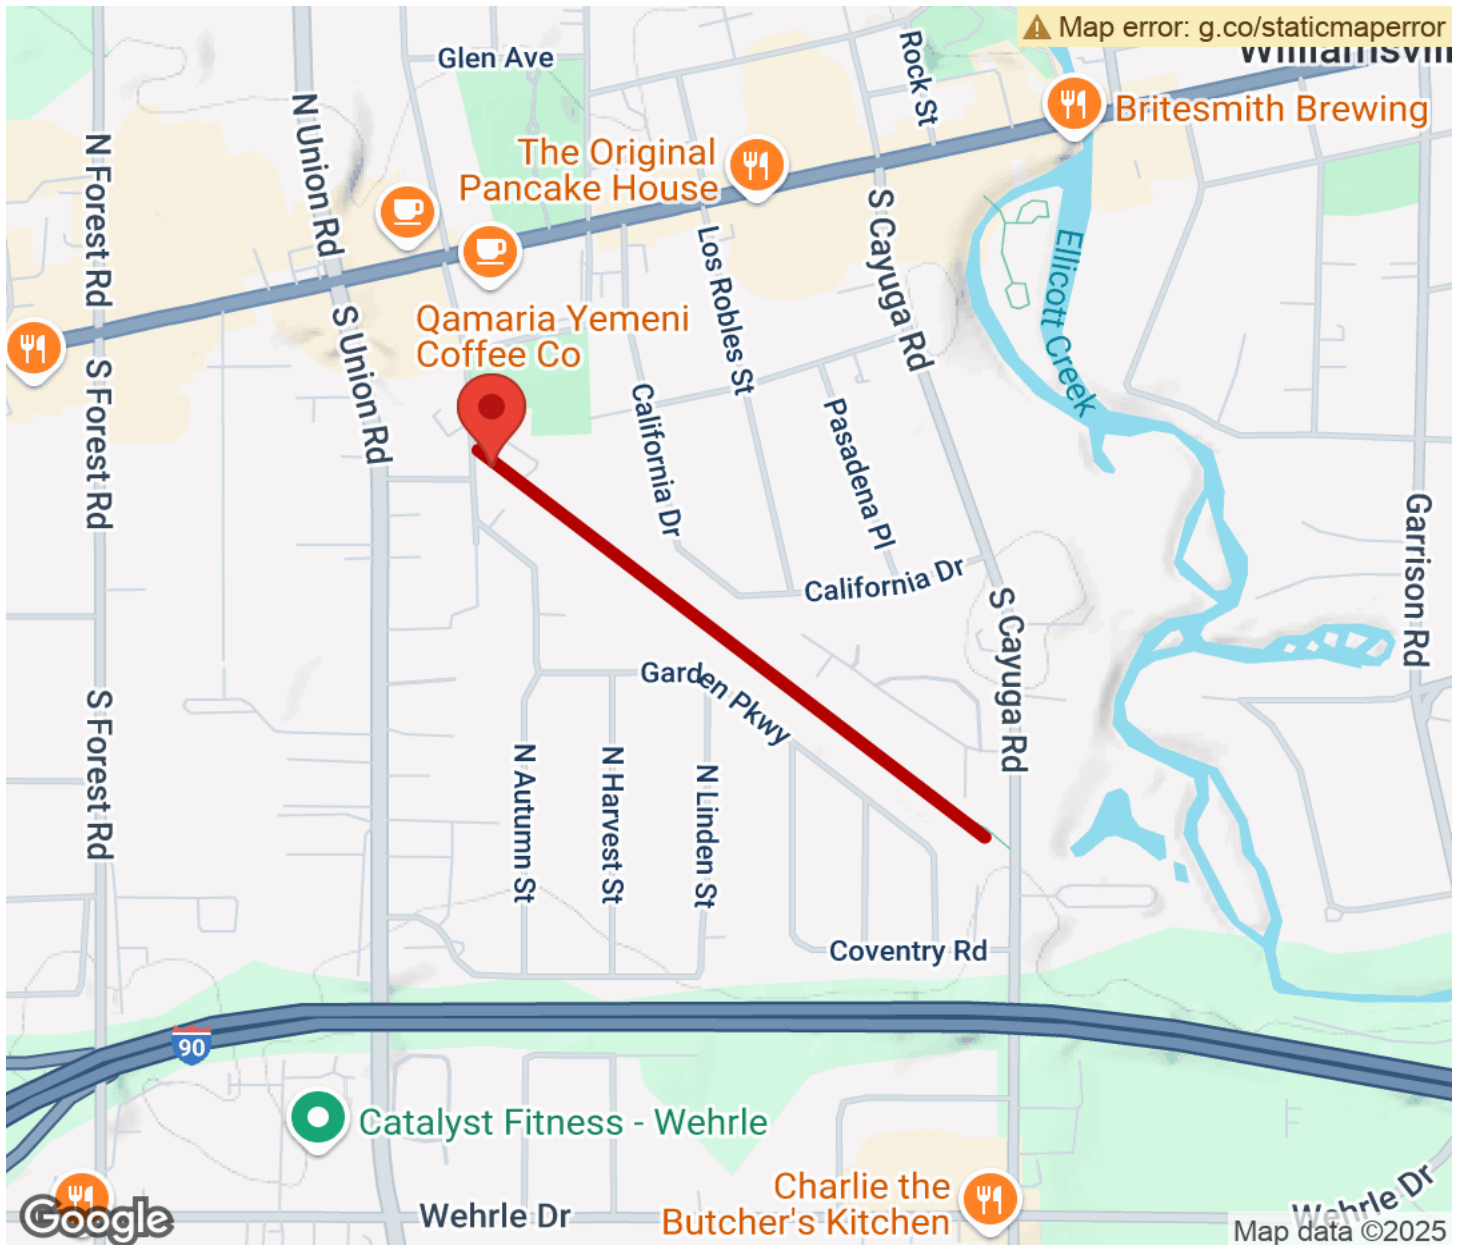 Map error: g.co/staticmaperror
Glen Ave
Rock St
Britesmith Brewing
N Union Rd
N Forest Rd
The Original
Pancake House
S Cayuga Rd
Los Robles St
Ellicott Creek
S Union Rd
Qamaria Yemeni
Coffee Co
S Forest Rd
California Dr
Pasadena Pl
Garrison Rd
California Dr
S Cayuga Rd
Garden Pkwy
S Forest Rd
N Autumn St
N Harvest St
N Linden St
Coventry Rd
90
Catalyst Fitness - Wehrle
Charlie the
Butcher's Kitchen
Wehrle Dr
Wehrle Dr
Google
Map data ©2025